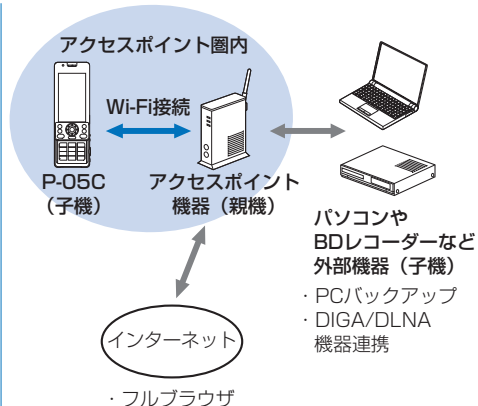 アクセスポイント圏内
Wi-Fi接続
P-05C
（子機）
アクセスポイント
機器（親機）
パソコンや
BDレコーダーなど
外部機器（子機）
・PCバックアップ
・DIGA/DLNA
機器連携
インターネット
・フルブラウザ